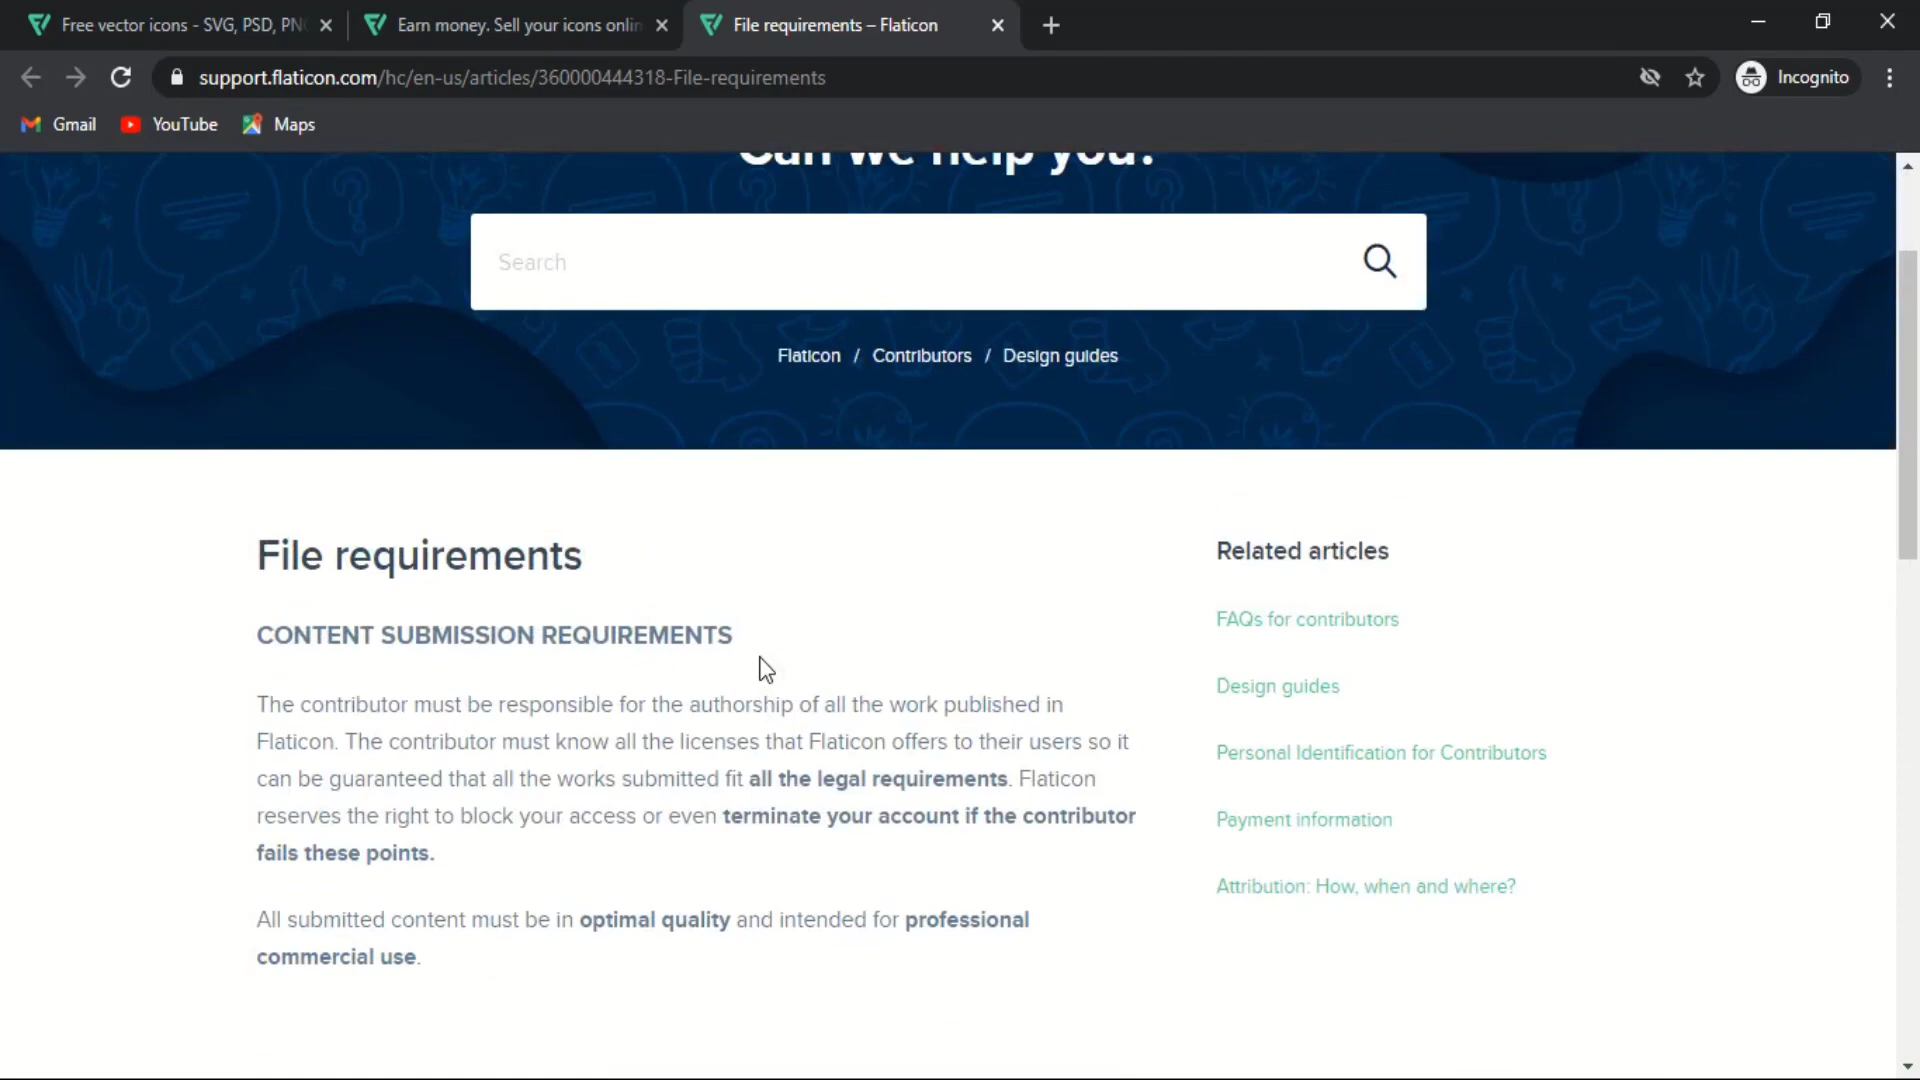 Free vector icons - SVG, PSD, PN
Earn money. Sell your icons onlin
File requirements – Flaticon
support.flaticon.com/hc/en-us/articles/360000444318-File-requirements
Incognito
Gmail
YouTube
Maps
Can we help you?
Search
Flaticon / Contributors / Design guides
File requirements
CONTENT SUBMISSION REQUIREMENTS
The contributor must be responsible for the authorship of all the work published in
Flaticon. The contributor must know all the licenses that Flaticon offers to their users so it
can be guaranteed that all the works submitted fit all the legal requirements. Flaticon
reserves the right to block your access or even terminate your account if the contributor
fails these points.
All submitted content must be in optimal quality and intended for professional
commercial use.
Related articles
FAQs for contributors
Design guides
Personal Identification for Contributors
Payment information
Attribution: How, when and where?